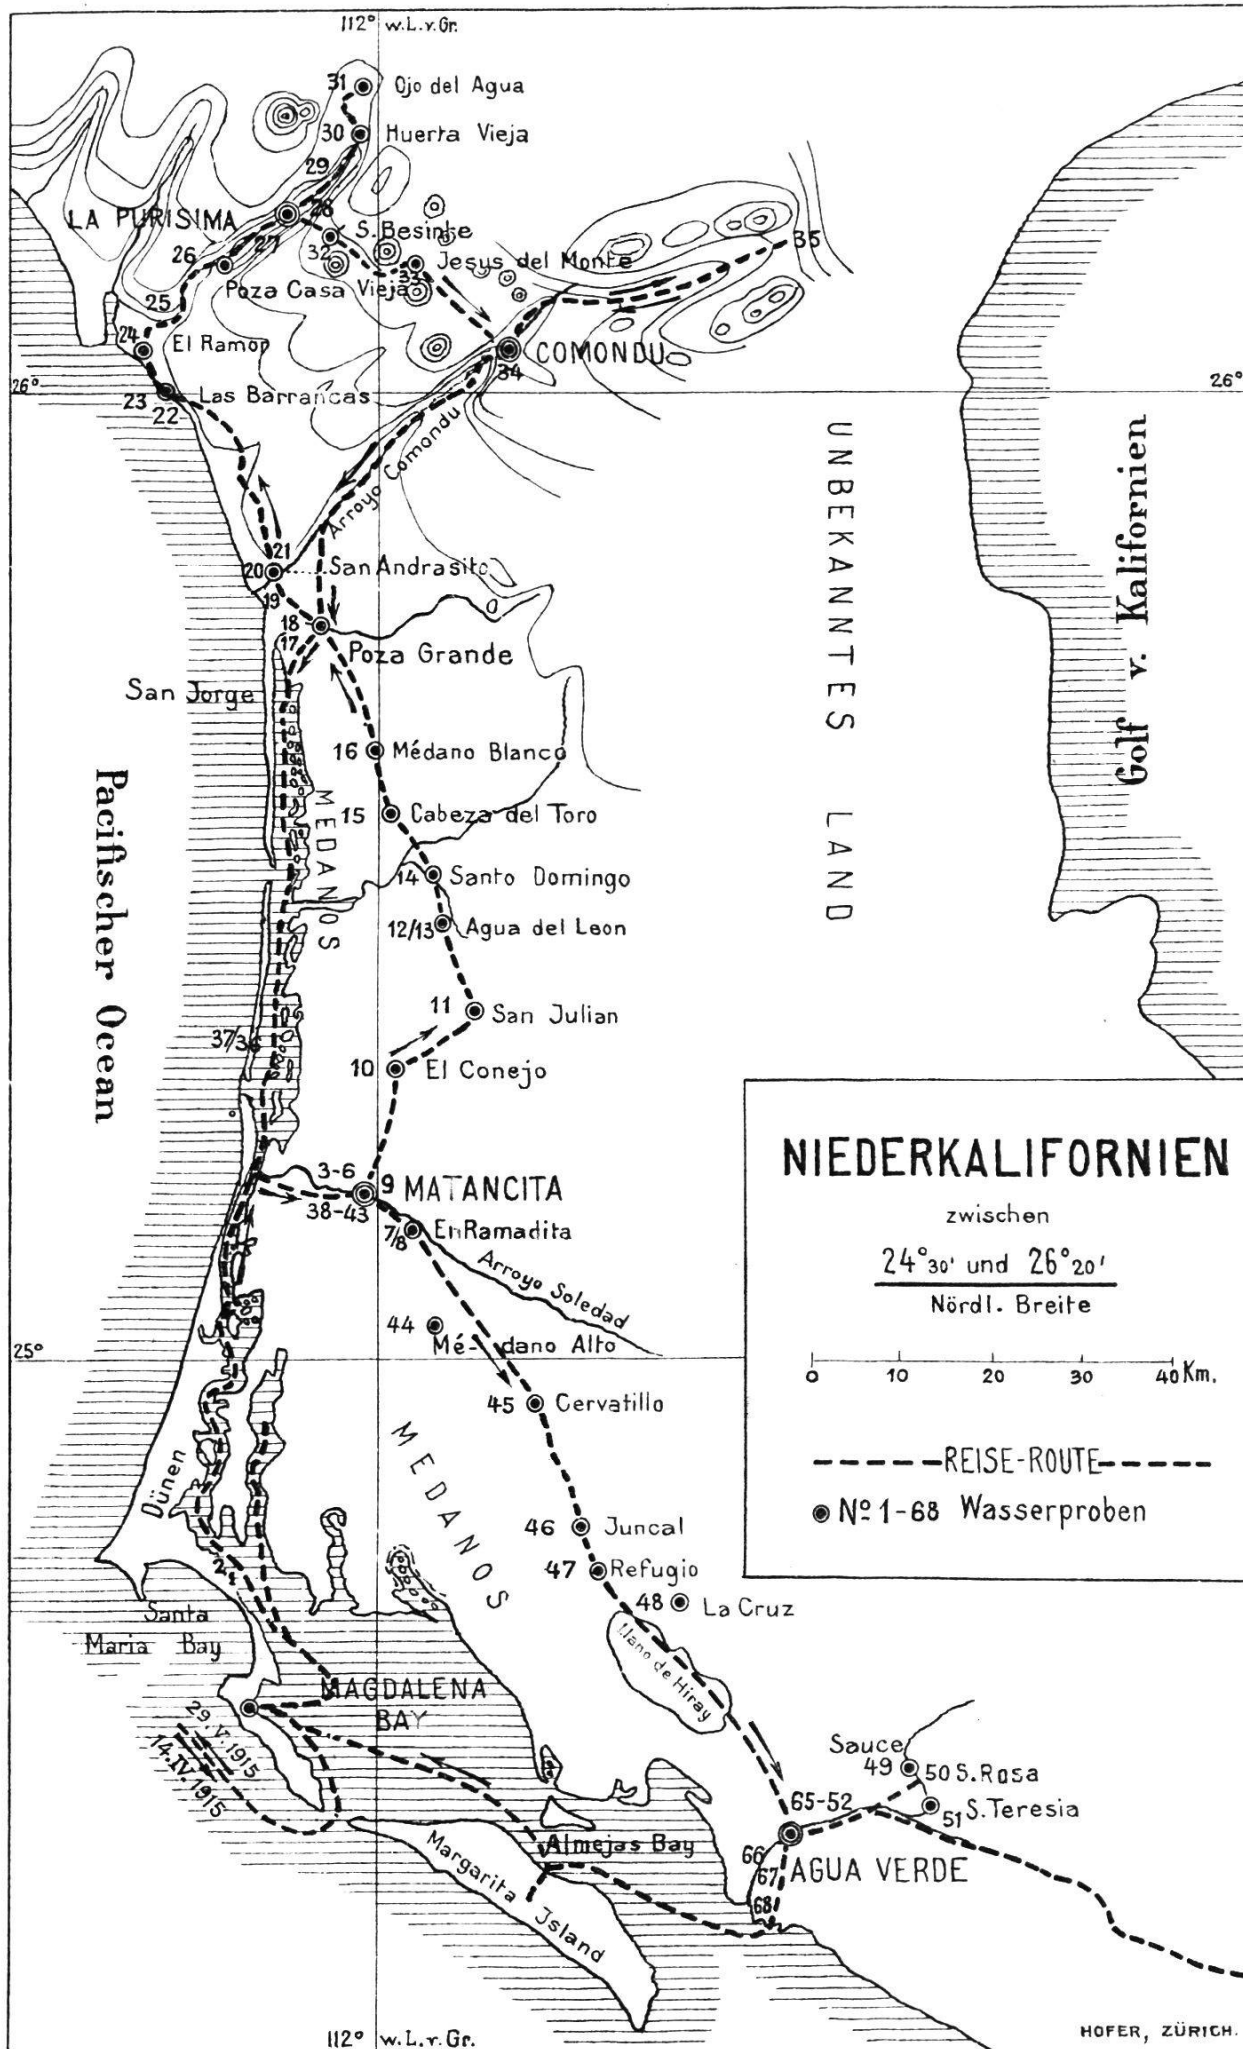 112° w.L.v.Gr.
31 Ojo del Agua
30 Huerta Vieja
29
LA PURISIMA
28
S. Besinke
26
27
32
33
Jesus del Monte
35
25
Poza Casa Vieja
24
El Ramon
COMONDU
34
26°
26°
23
22
Las Barrancas
Arroyo Comondu
21
20
San Andrasito
19
18
17
Poza Grande
San Jorge
16 Médano Blanco
15 Cabeza del Toro
MEDANOS
14 Santo Domingo
12/13 Agua del Leon
11 San Julian
37/36
10 El Conejo
3-6
9 MATANCITA
38-43
7/8 EnRamadita
Arroyo Soledad
44
Mé-dano Alto
25°
45 Cervatillo
MEDANOS
Dünen
46 Juncal
47 Refugio
48 La Cruz
Llano de Hiray
2
1
Santa
Maria Bay
MAGDALENA
BAY
29.V.1915
14.IV.1915
Sauce
49
50 S. Rosa
51 S. Teresia
65-52
66
67
68
AGUA VERDE
Almejas Bay
Margarita Jsland
Pacifischer Ocean
UNBEKANNTES LAND
Golf v. Kalifornien
NIEDERKALIFORNIEN
zwischen
24°30' und 26°20'
Nördl. Breite
0 10 20 30 40 Km.
REISE-ROUTE
No 1-68 Wasserproben
112° w.L.v.Gr.
HOFER, ZÜRICH.